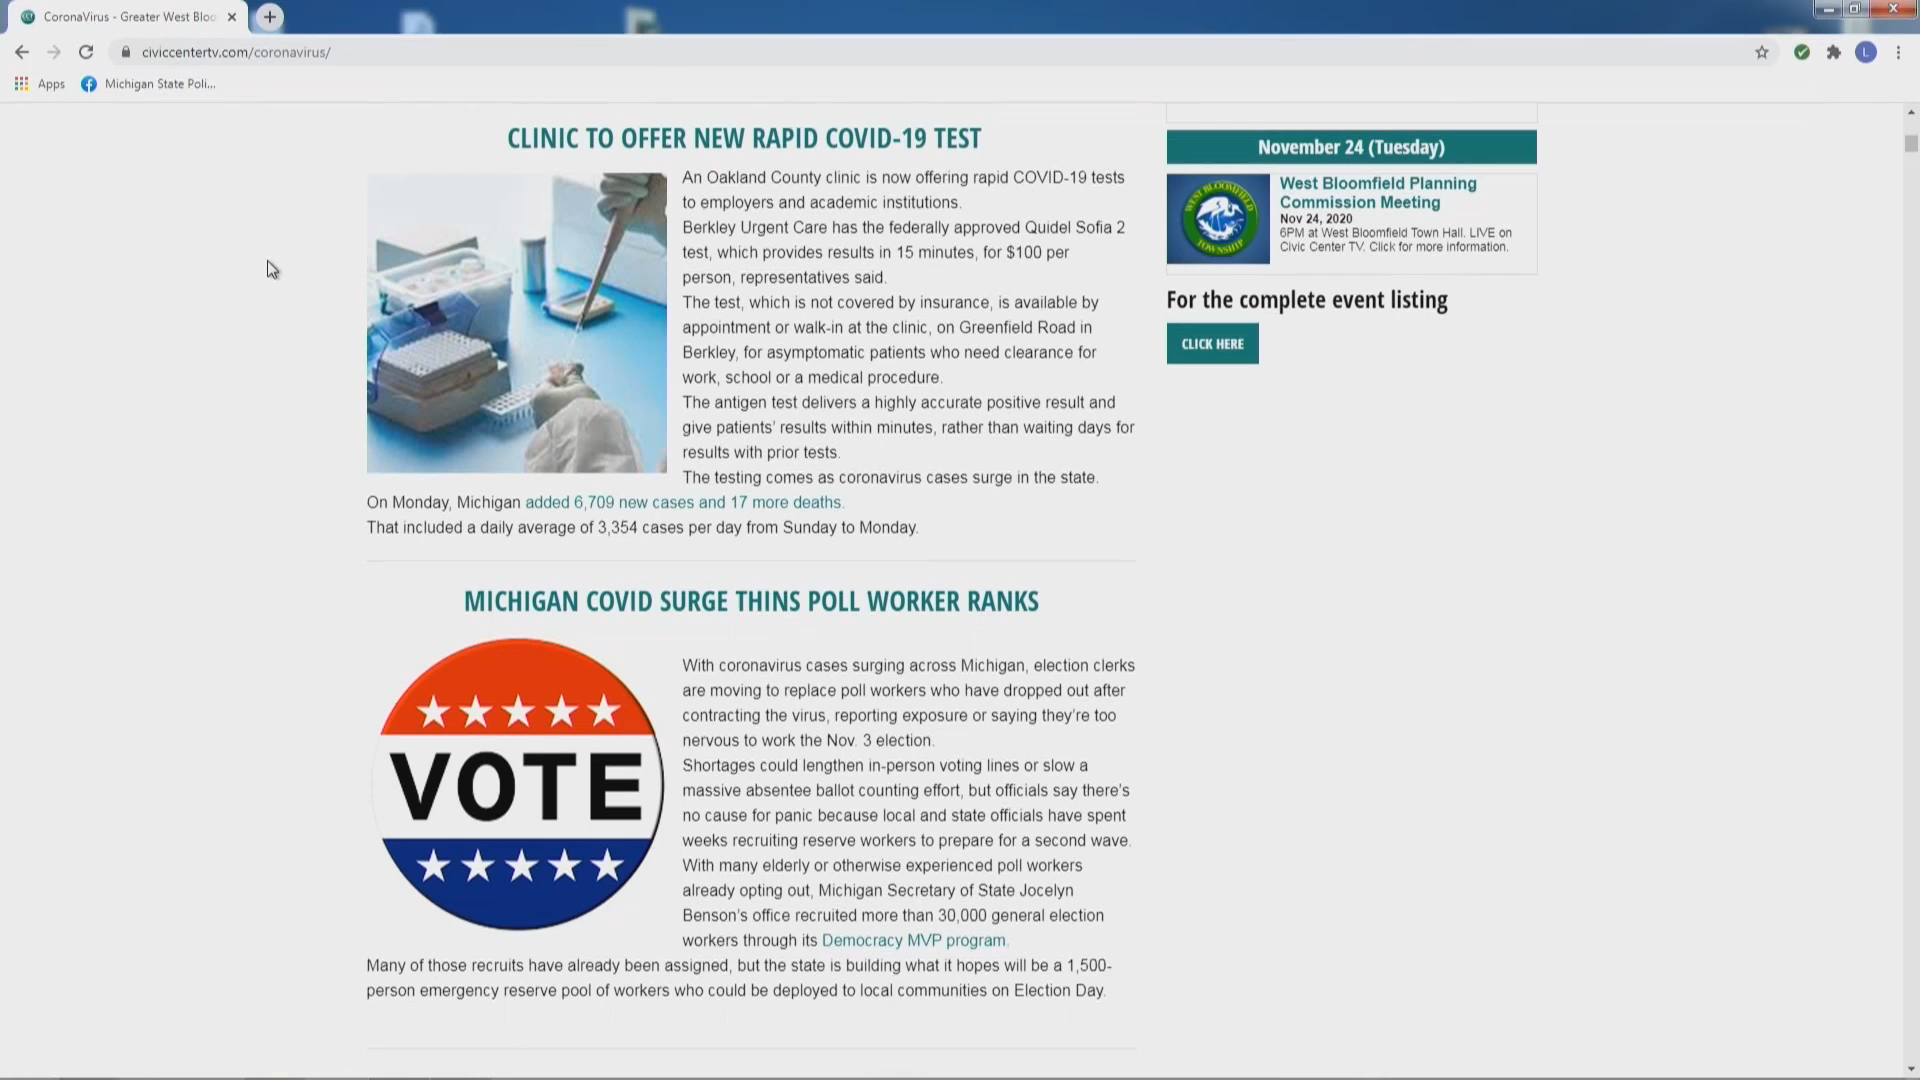 CoronaVirus - Greater West Bloo
civiccentertv.com/coronavirus/
L
Apps
Michigan State Poli...
CLINIC TO OFFER NEW RAPID COVID-19 TEST
An Oakland County clinic is now offering rapid COVID-19 tests
to employers and academic institutions.
Berkley Urgent Care has the federally approved Quidel Sofia 2
test, which provides results in 15 minutes, for $100 per
person, representatives said.
The test, which is not covered by insurance, is available by
appointment or walk-in at the clinic, on Greenfield Road in
Berkley, for asymptomatic patients who need clearance for
work, school or a medical procedure.
The antigen test delivers a highly accurate positive result and
give patients' results within minutes, rather than waiting days for
results with prior tests.
The testing comes as coronavirus cases surge in the state.
On Monday, Michigan added 6,709 new cases and 17 more deaths.
That included a daily average of 3,354 cases per day from Sunday to Monday.
MICHIGAN COVID SURGE THINS POLL WORKER RANKS
VOTE
With coronavirus cases surging across Michigan, election clerks
are moving to replace poll workers who have dropped out after
contracting the virus, reporting exposure or saying they're too
nervous to work the Nov. 3 election.
Shortages could lengthen in-person voting lines or slow a
massive absentee ballot counting effort, but officials say there's
no cause for panic because local and state officials have spent
weeks recruiting reserve workers to prepare for a second wave.
With many elderly or otherwise experienced poll workers
already opting out, Michigan Secretary of State Jocelyn
Benson's office recruited more than 30,000 general election
workers through its Democracy MVP program.
Many of those recruits have already been assigned, but the state is building what it hopes will be a 1,500-
person emergency reserve pool of workers who could be deployed to local communities on Election Day.
November 24 (Tuesday)
WEST BLOOMFIELD
TOWNSHIP
West Bloomfield Planning
Commission Meeting
Nov 24, 2020
6PM at West Bloomfield Town Hall. LIVE on
Civic Center TV. Click for more information.
For the complete event listing
CLICK HERE